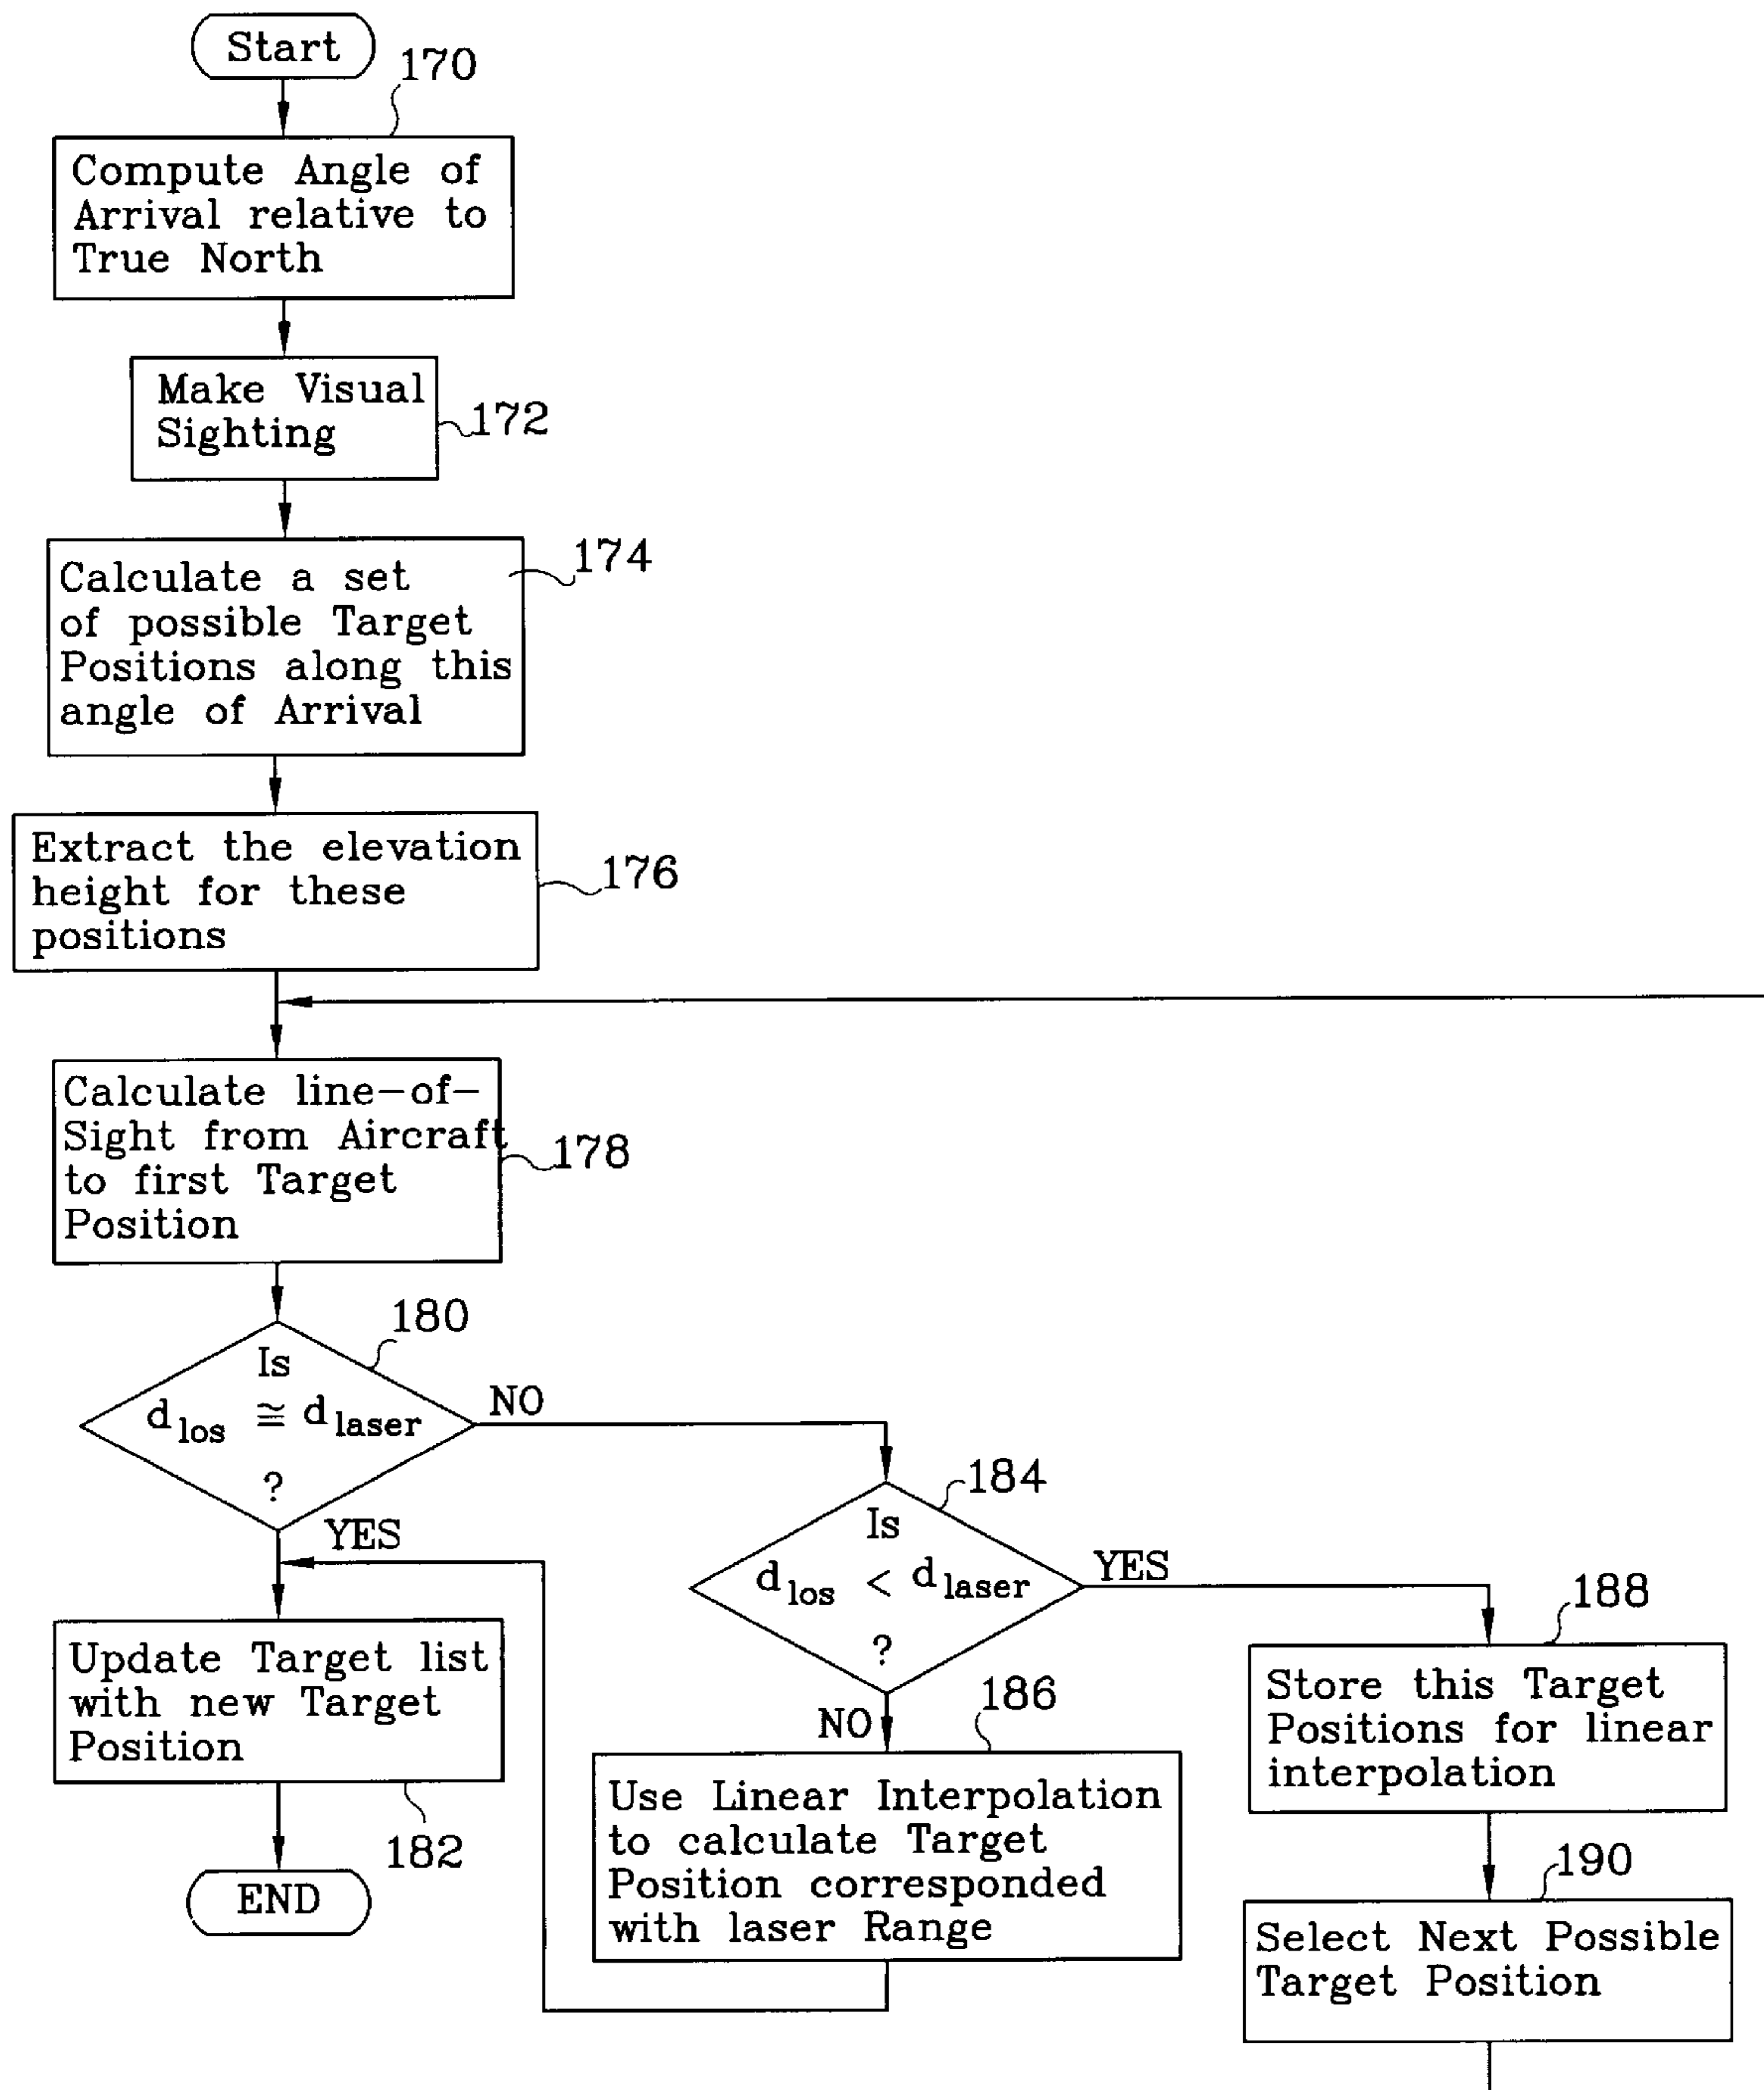 Start
170
Compute Angle of
Arrival relative to
True North
Make Visual
Sighting
172
174
Calculate a set
of possible Target
Positions along this
angle of Arrival
Extract the elevation
height for these
positions
176
Calculate line-of-
Sight from Aircraft
to first Target
Position
178
180
Is
d los ≅ d laser
?
NO
YES
184
Is
d los < d laser
?
YES
NO
188
Store this Target
Positions for linear
interpolation
186
Use Linear Interpolation
to calculate Target
Position corresponded
with laser Range
Update Target list
with new Target
Position
182
END
190
Select Next Possible
Target Position